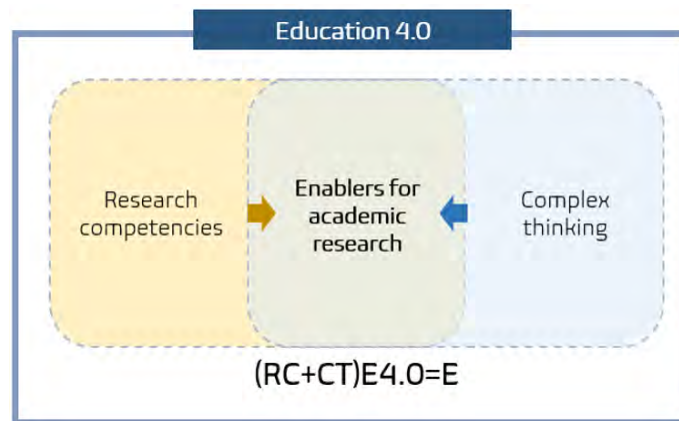 Education 4.0
Research
competencies
Enablers for
academic
research
Complex
thinking
(RC+CT)E4.0=E